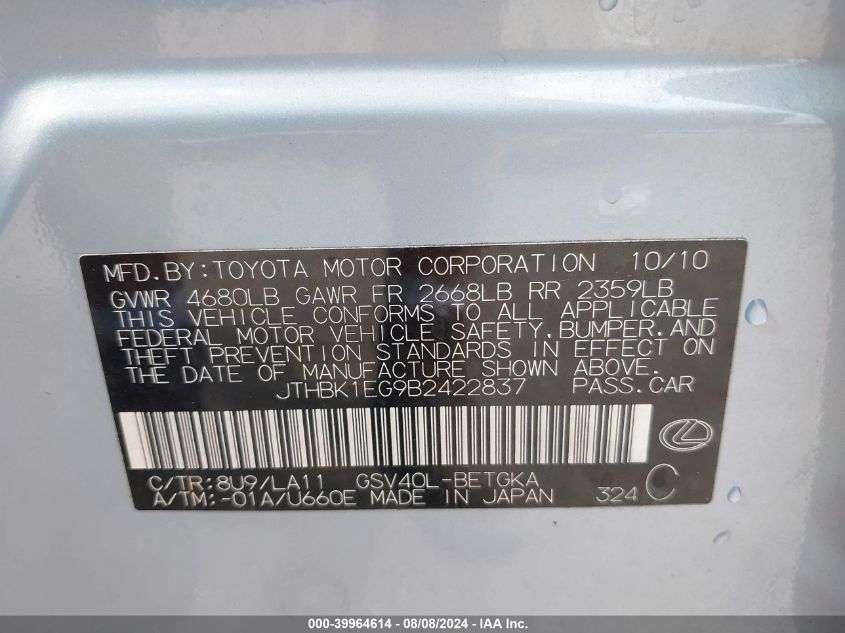 MFD.BY:TOYOTA MOTOR CORPORATION 10/10
GVWR 4680LB GAWR FR 2668LB RR 2359LB
THIS VEHICLE CONFORMS TO ALL APPLICABLE
FEDERAL MOTOR VEHICLE SAFETY,BUMPER,AND
THEFT PREVENTION STANDARDS IN EFFECT ON
THE DATE OF MANUFACTURE SHOWN ABOVE.
JTHBK1EG9B2422837 PASS.CAR
C/TR:8U9/LA11 GSV40L-BETGKA
A/TM:-01A/U660E MADE IN JAPAN 324 C
000-39964614 - 08/08/2024 - IAA Inc.